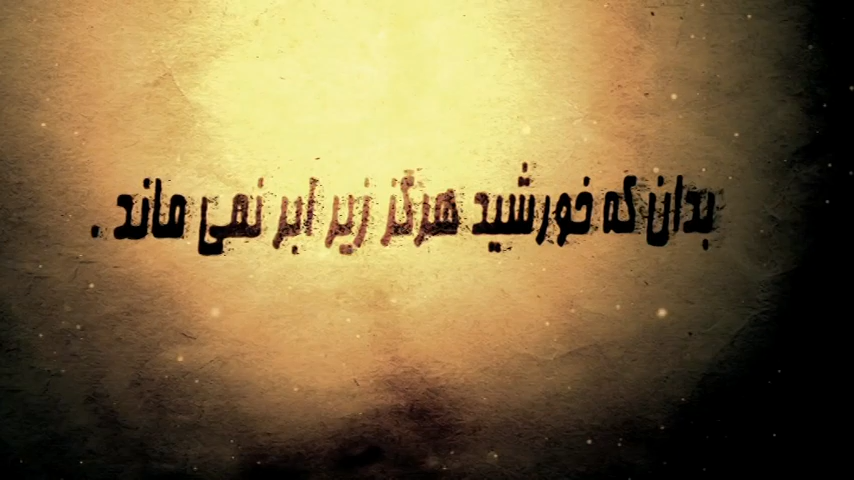 بدان که خورشید هرگز زیر ابر نمی ماند .